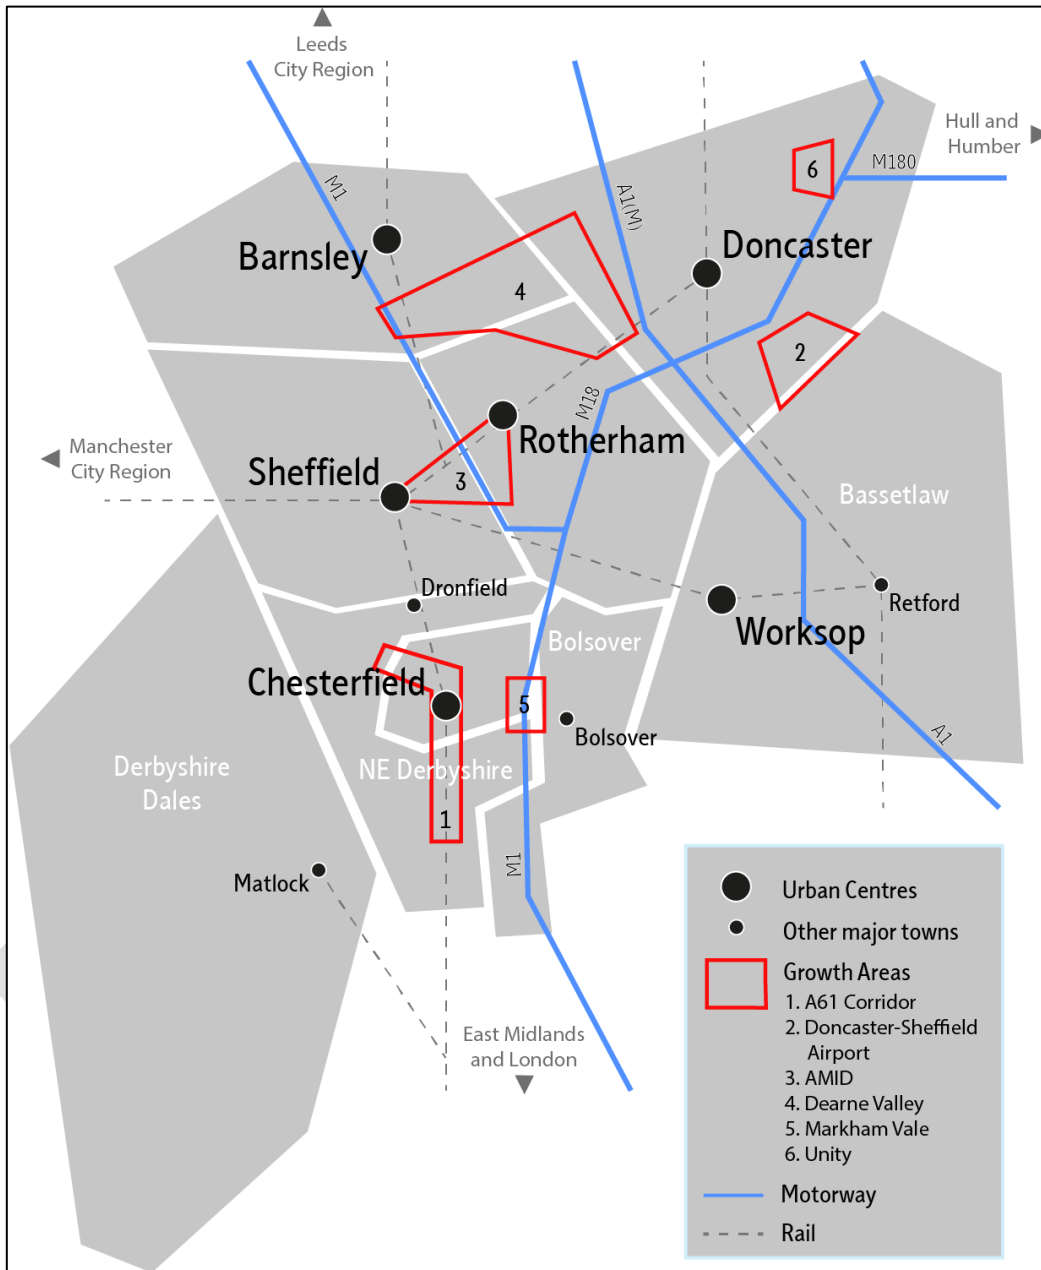 Leeds
City Region
Hull and
Humber
M180
M1
A1(M)
6
Doncaster
Barnsley
4
2
M18
Manchester
City Region
Rotherham
Sheffield
3
Bassetlaw
Dronfield
Retford
Worksop
Bolsover
Chesterfield
5
Bolsover
A1
NE Derbyshire
Derbyshire
Dales
1
M1
Matlock
East Midlands
and London
Urban Centres
Other major towns
Growth Areas
1. A61 Corridor
2. Doncaster-Sheffield
Airport
3. AMID
4. Dearne Valley
5. Markham Vale
6. Unity
Motorway
Rail